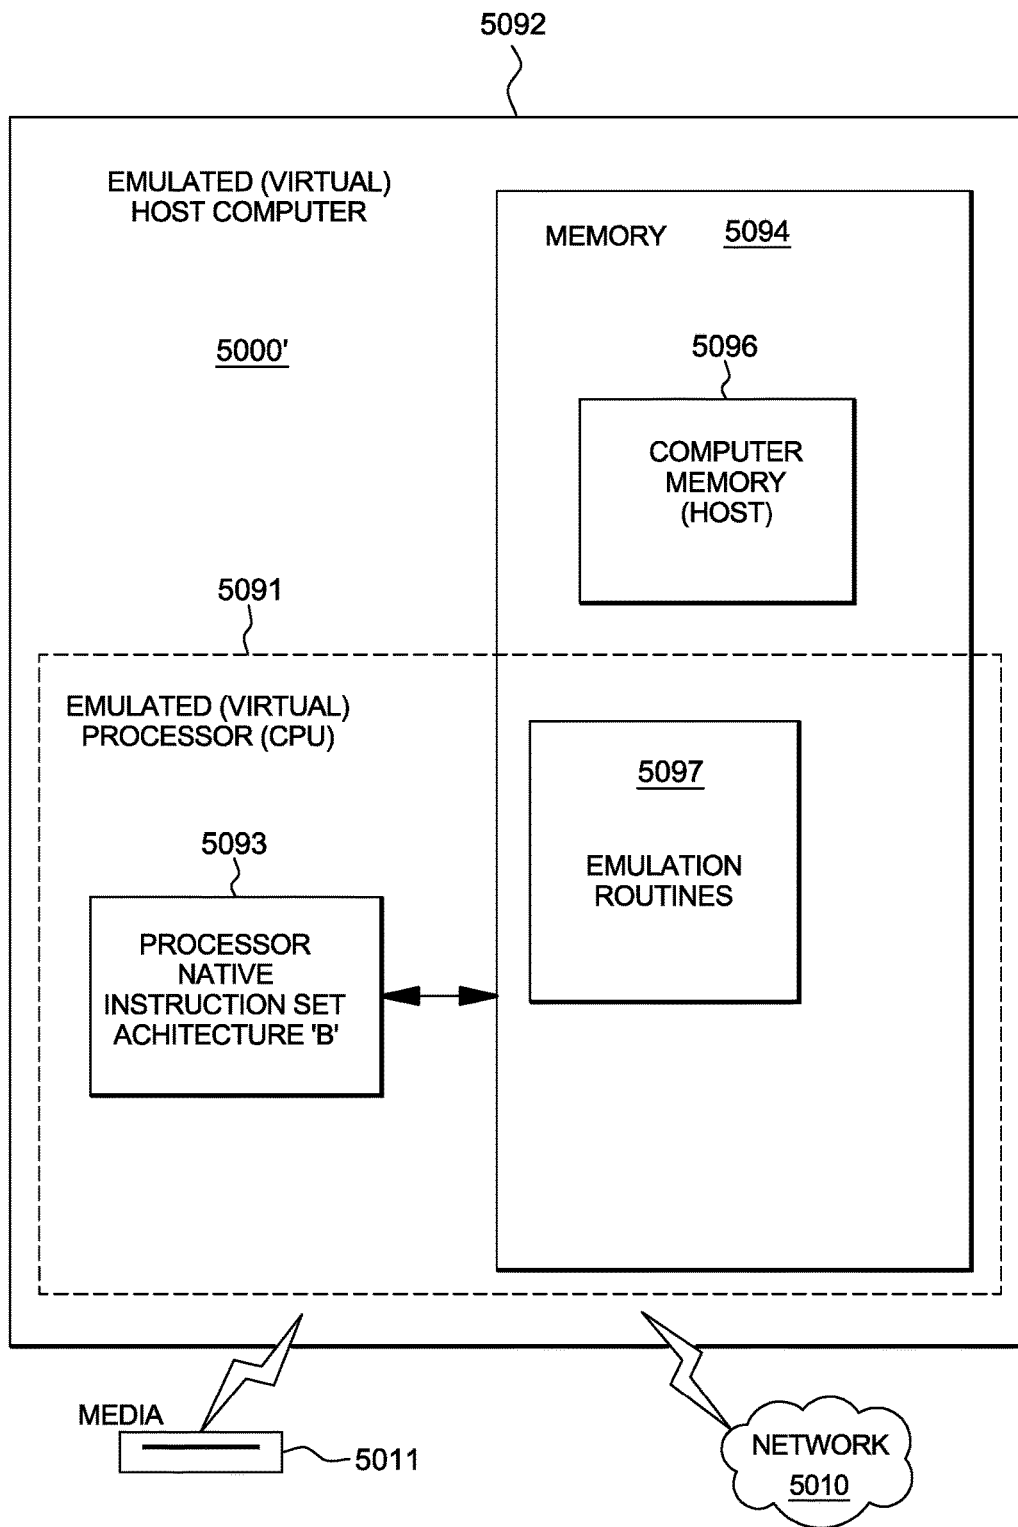 5092
EMULATED (VIRTUAL)
HOST COMPUTER
MEMORY 5094
5000'
5096
COMPUTER
MEMORY
(HOST)
5091
EMULATED (VIRTUAL)
PROCESSOR (CPU)
5097
EMULATION
ROUTINES
5093
PROCESSOR
NATIVE
INSTRUCTION SET
ACHITECTURE 'B'
MEDIA
5011
NETWORK
5010